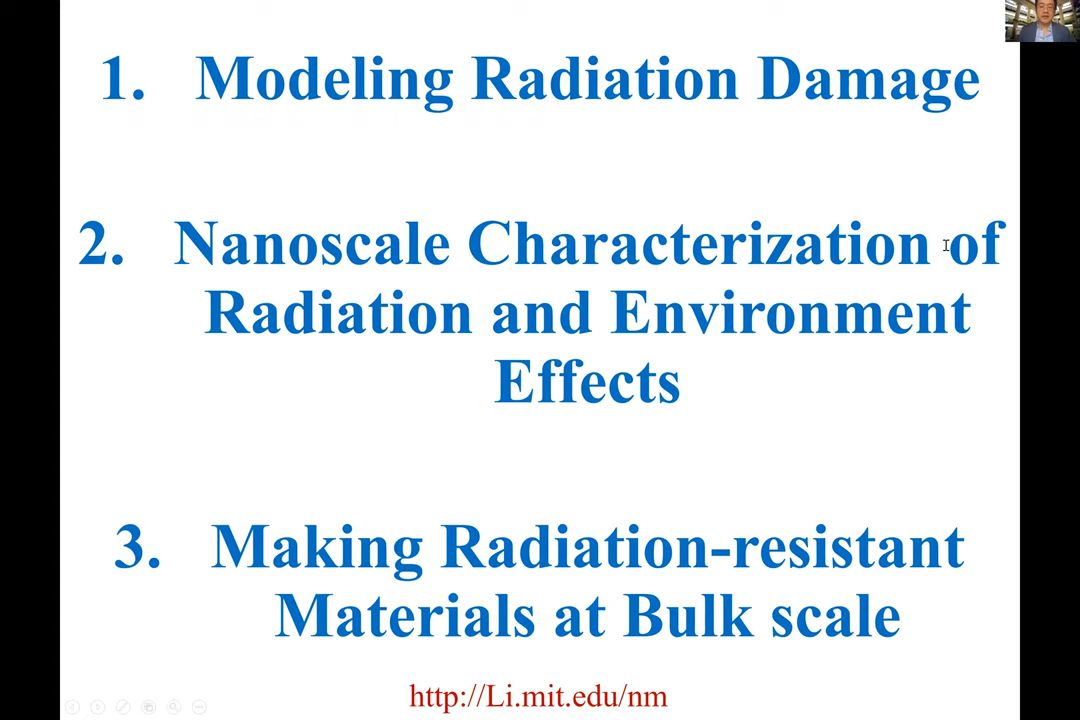 1. Modeling Radiation Damage
2. Nanoscale Characterization of
Radiation and Environment
Effects
3. Making Radiation-resistant
Materials at Bulk scale
http://Li.mit.edu/nm